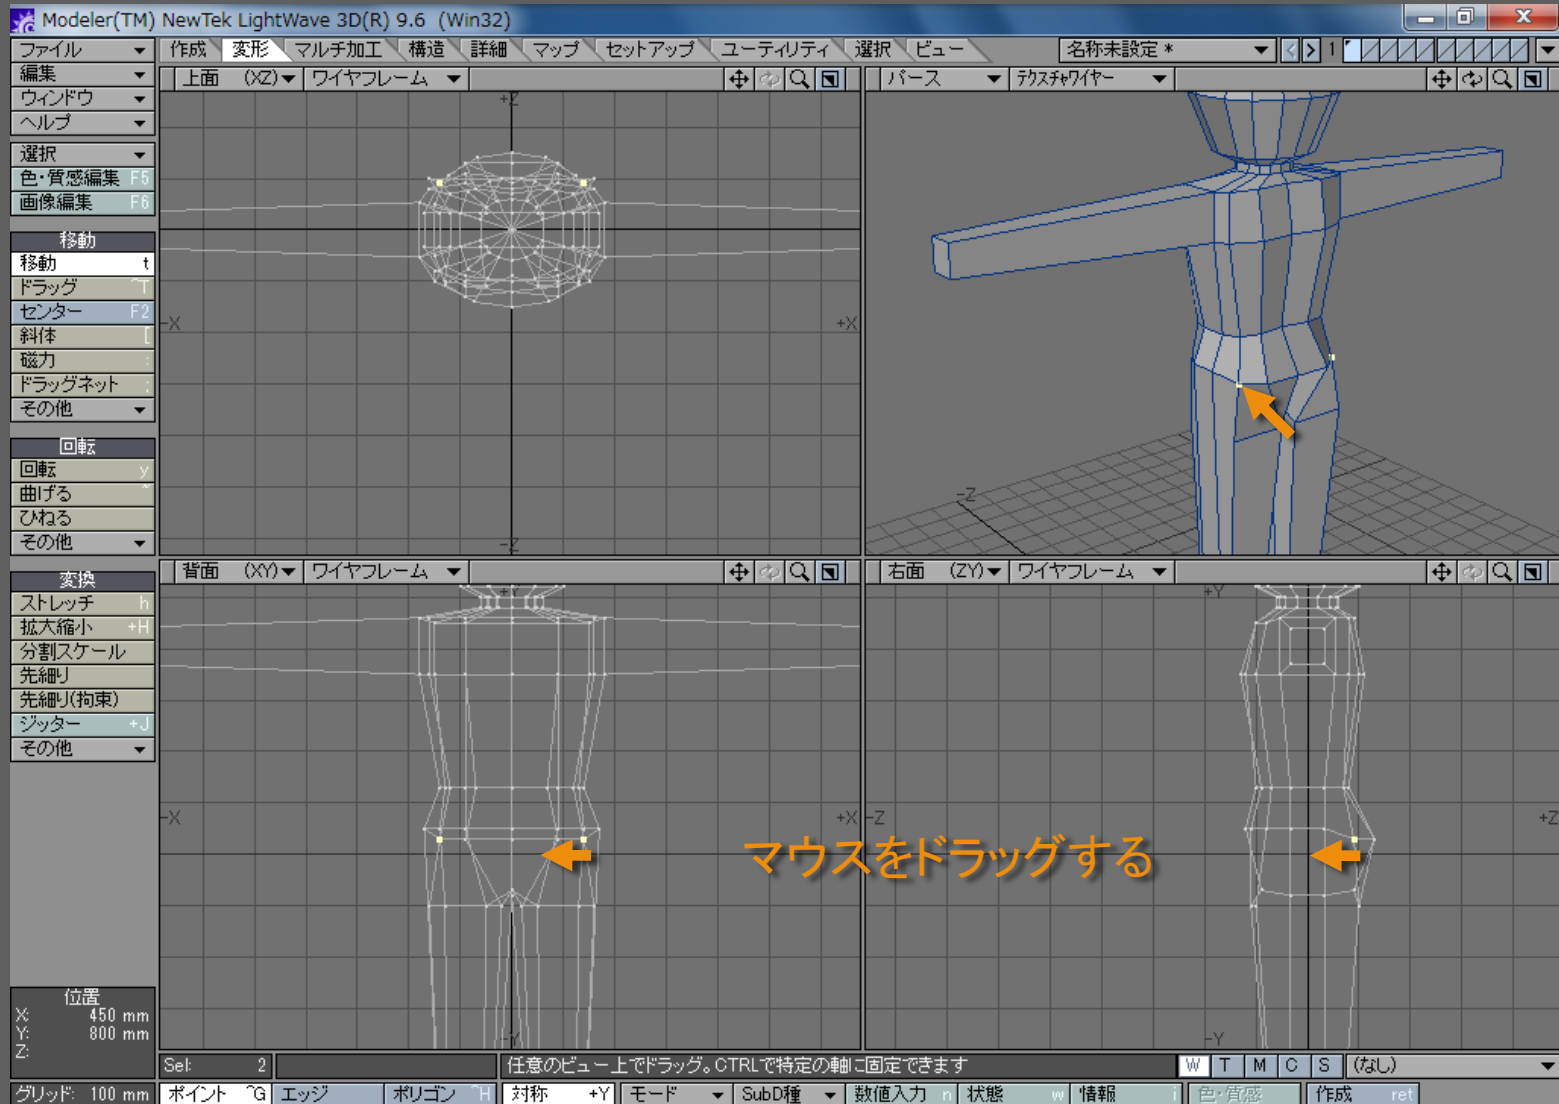 Modeler(TM) NewTek LightWave 3D(R) 9.6 (Win32)
ファイル
編集
ウィンドウ
ヘルプ
選択
色・質感編集 F5
画像編集 F6
移動
移動 t
ドラッグ ^T
センター F2
斜体 [
磁力 :
ドラッグネット ;
その他
回転
回転 y
曲げる ~
ひねる
その他
変換
ストレッチ h
拡大縮小 +H
分割スケール
先細り
先細り(拘束)
ジッター +J
その他
作成 変形 マルチ加工 構造 詳細 マップ セットアップ ユーティリティ 選択 ビュー 名称未設定 * 1
上面 (XZ) ワイヤフレーム
パース テクスチャワイヤー
+Z
-X +X
-Z
-Z
背面 (XY) ワイヤフレーム
右面 (ZY) ワイヤフレーム
+Y
-X +X
-Y
+Y
-Z +Z
-Y
マウスをドラッグする
位置
X: 450 mm
Y: 800 mm
Z:
Sel: 2
任意のビュー上でドラッグ。CTRLで特定の軸に固定できます
W T M C S (なし)
グリッド: 100 mm
ポイント ^G エッジ ポリゴン ^H 対称 +Y モード SubD種 数値入力 n 状態 w 情報 i 色・質感 作成 ret